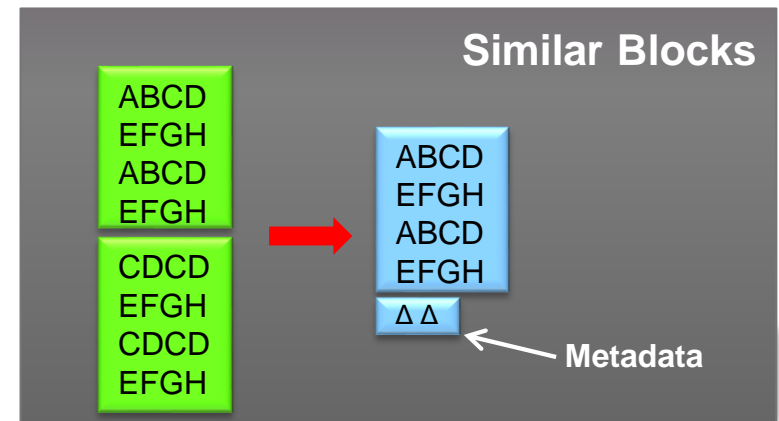 Similar Blocks
ABCD
EFGH
ABCD
EFGH
CDCD
EFGH
CDCD
EFGH
ABCD
EFGH
ABCD
EFGH
Δ Δ
Metadata